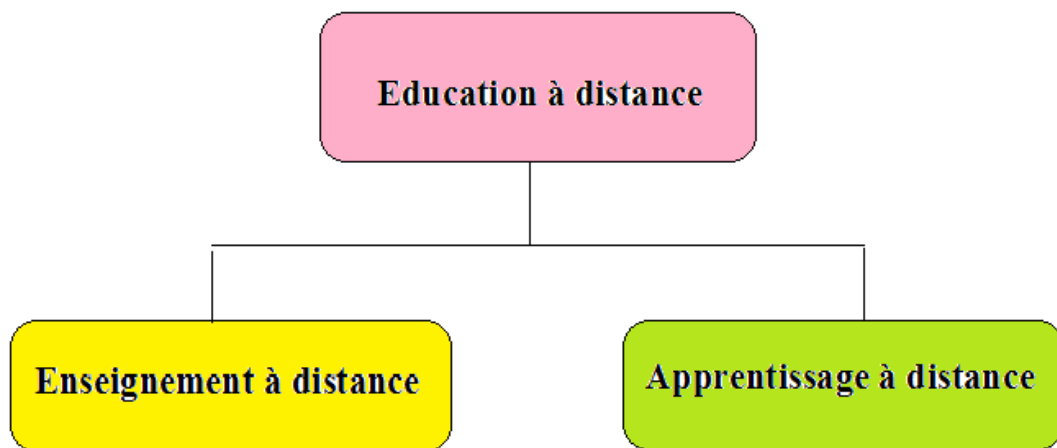 Education à distance
Enseignement à distance
Apprentissage à distance